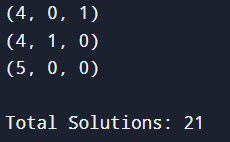 (4, 0, 1)
(4, 1, 0)
(5, 0, 0)
Total Solutions: 21